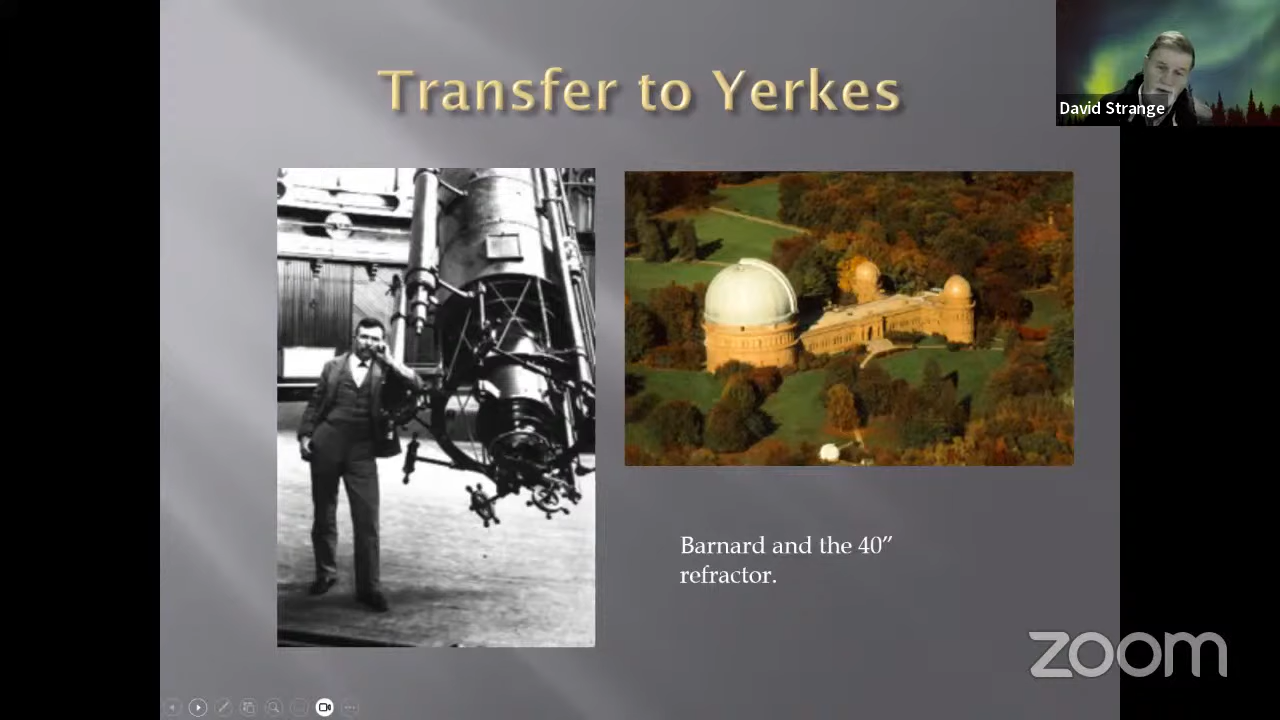 Transfer to Yerkes
David Strange
Barnard and the 40″
refractor.
zoom